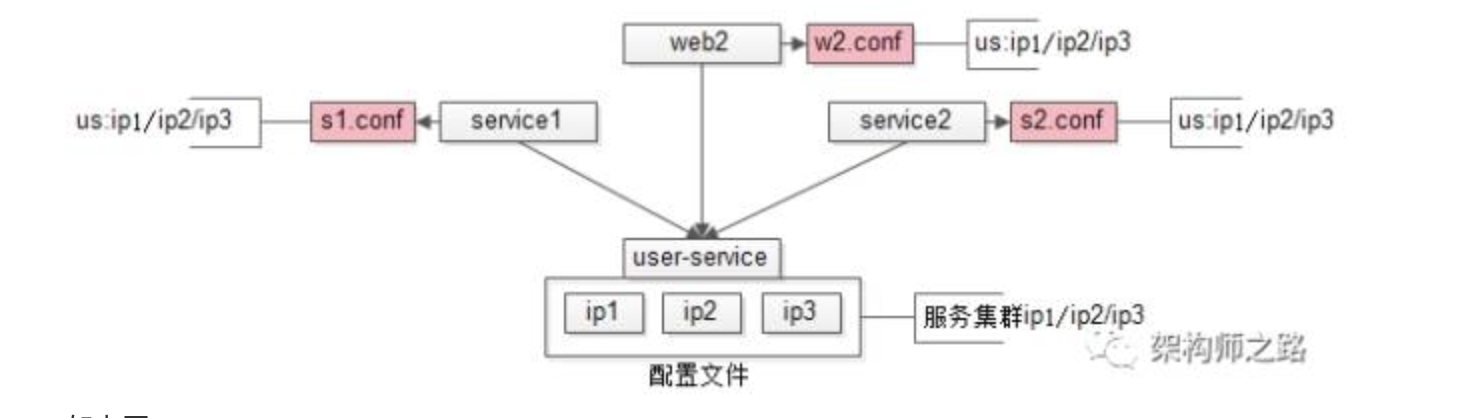 web2
w2.conf
us:ip1/ip2/ip3
us:ip1/ip2/ip3
s1.conf
service1
service2
s2.conf
us:ip1/ip2/ip3
user-service
ip1
ip2
ip3
服务集群ip1/ip2/ip3
架构师之路
配置文件